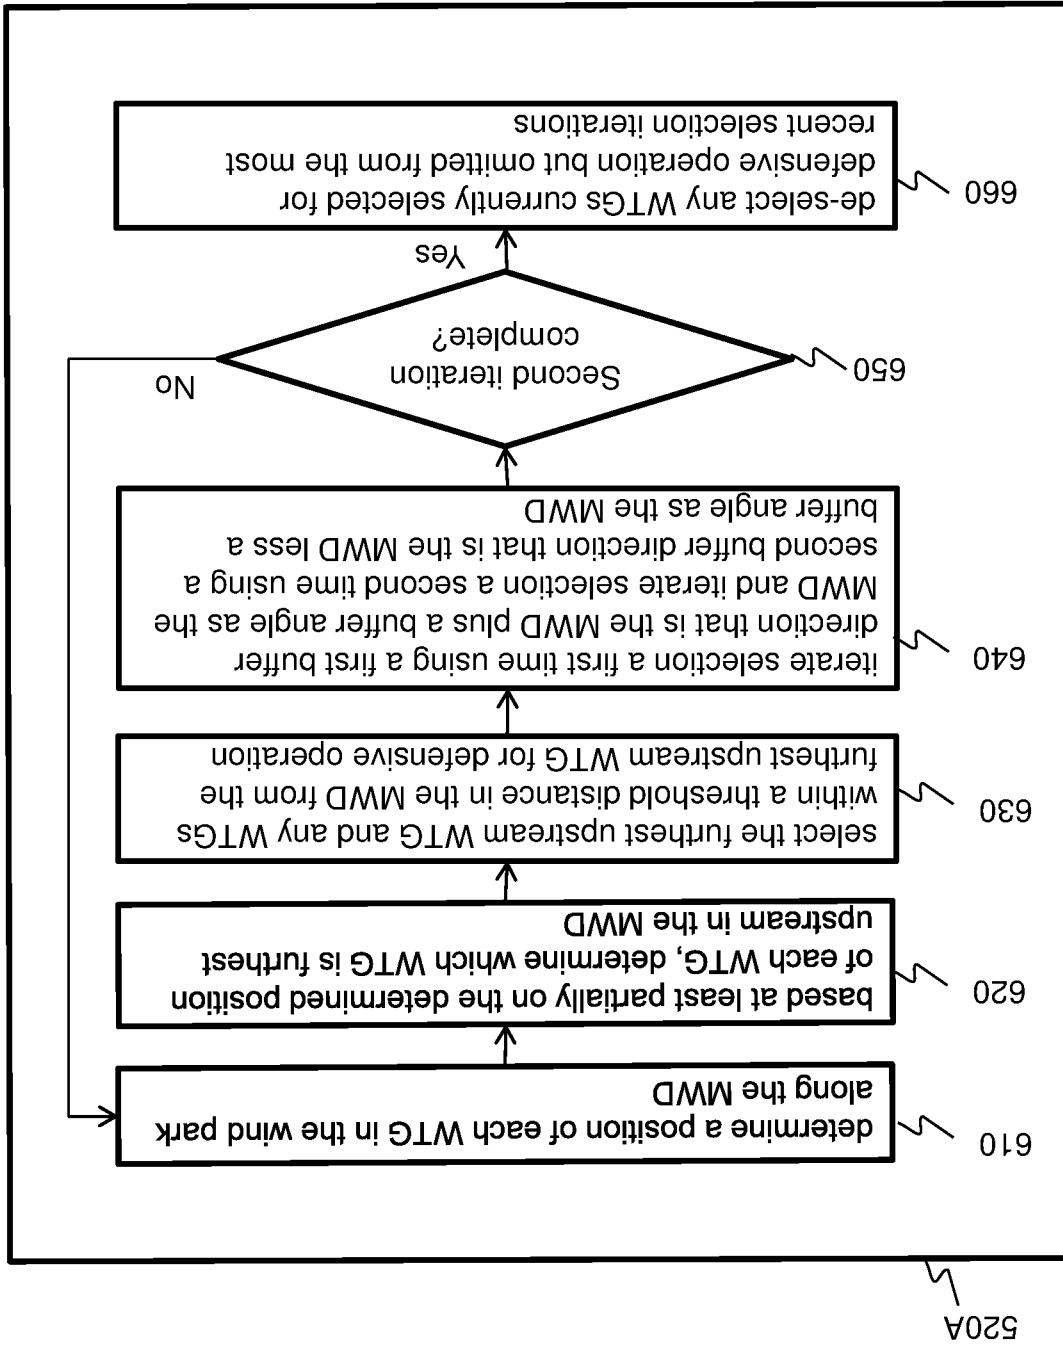 520A
determine a position of each WTG in the wind park
along the MWD
610
based at least partially on the determined position
of each WTG, determine which WTG is furthest
upstream in the MWD
620
select the furthest upstream WTG and any WTGs
within a threshold distance in the MWD from the
furthest upstream WTG for defensive operation
630
iterate selection a first time using a first buffer
direction that is the MWD plus a buffer angle as the
MWD and iterate selection a second time using a
second buffer direction that is the MWD less a
buffer angle as the MWD
640
Second iteration
complete?
650
No
Yes
de-select any WTGs currently selected for
defensive operation but omitted from the most
recent selection iterations
660